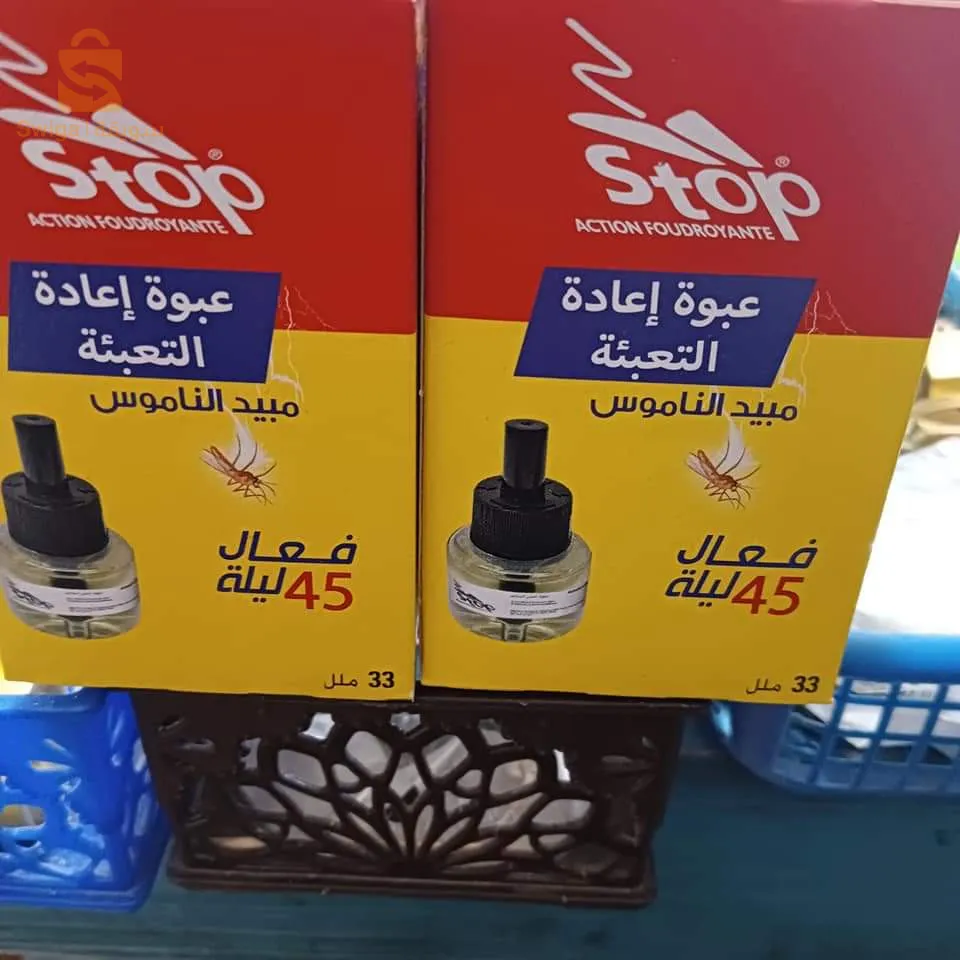 Stop®
ACTION FOUDROYANTE
عبوة إعادة
التعبئة
مبيد الناموس
فعال
45 ليلة
33 ملل
Stop®
ACTION FOUDROYANTE
عبوة إعادة
التعبئة
مبيد الناموس
فعال
45 ليلة
Stop
33 ملل